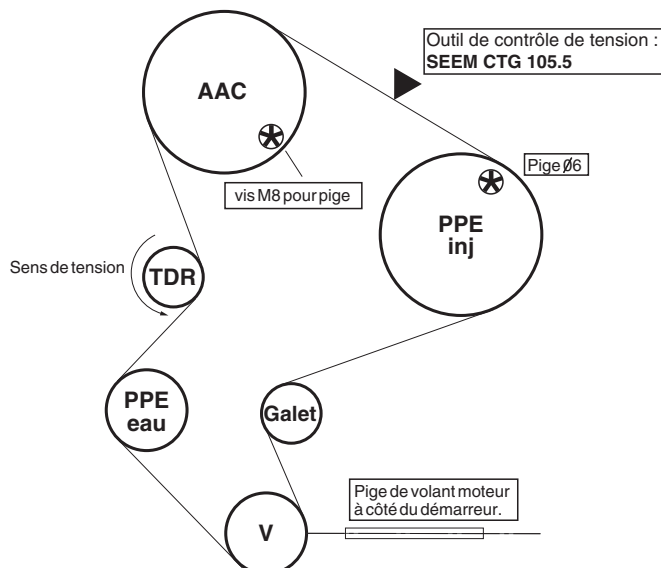 Outil de contrôle de tension :
SEEM CTG 105.5
AAC
Pige Ø6
vis M8 pour pige
PPE
inj
Sens de tension
TDR
PPE
eau
Galet
Pige de volant moteur
à côté du démarreur.
V